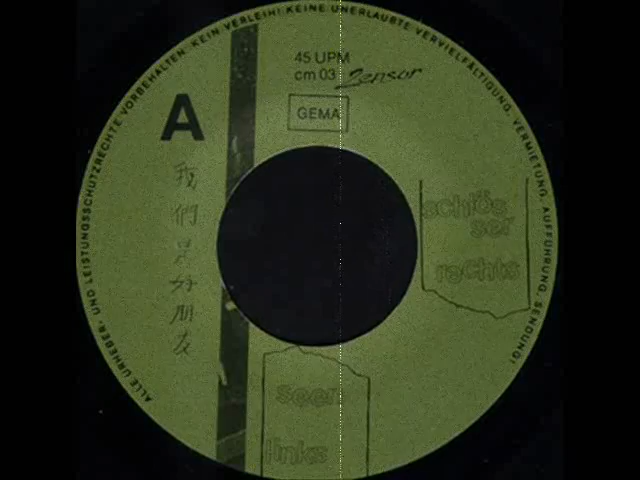 ALLE URHEBER- UND LEISTUNGSSCHUTZRECHTE VORBEHALTEN. KEIN VERLEIH! KEINE UNERLAUBTE VERVIELFÄLTIGUNG, VERMIETUNG, AUFFÜHRUNG, SENDUNG!
45 UPM
cm 03 Zensor
GEMA
A
我們是好朋友
schlös
ser
rechts
seer
links